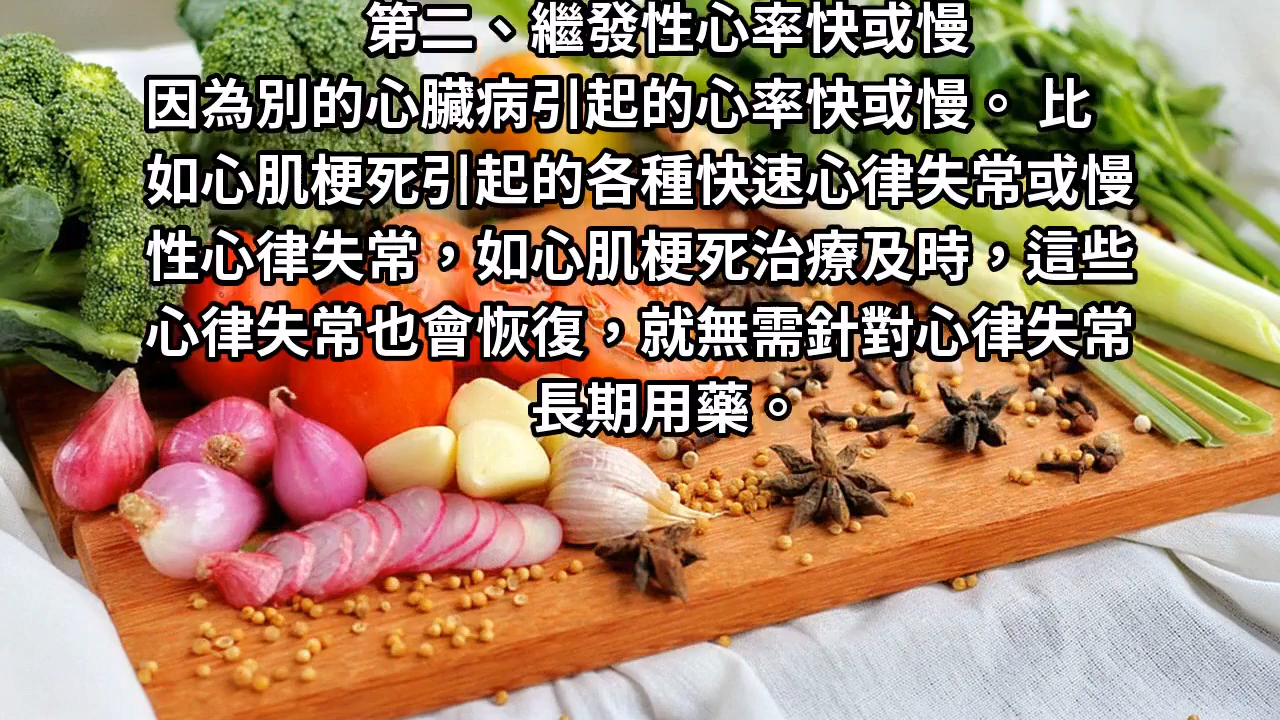 第二、繼發性心率快或慢
因為別的心臟病引起的心率快或慢。 比
如心肌梗死引起的各種快速心律失常或慢
性心律失常，如心肌梗死治療及時，這些
心律失常也會恢復，就無需針對心律失常
長期用藥。